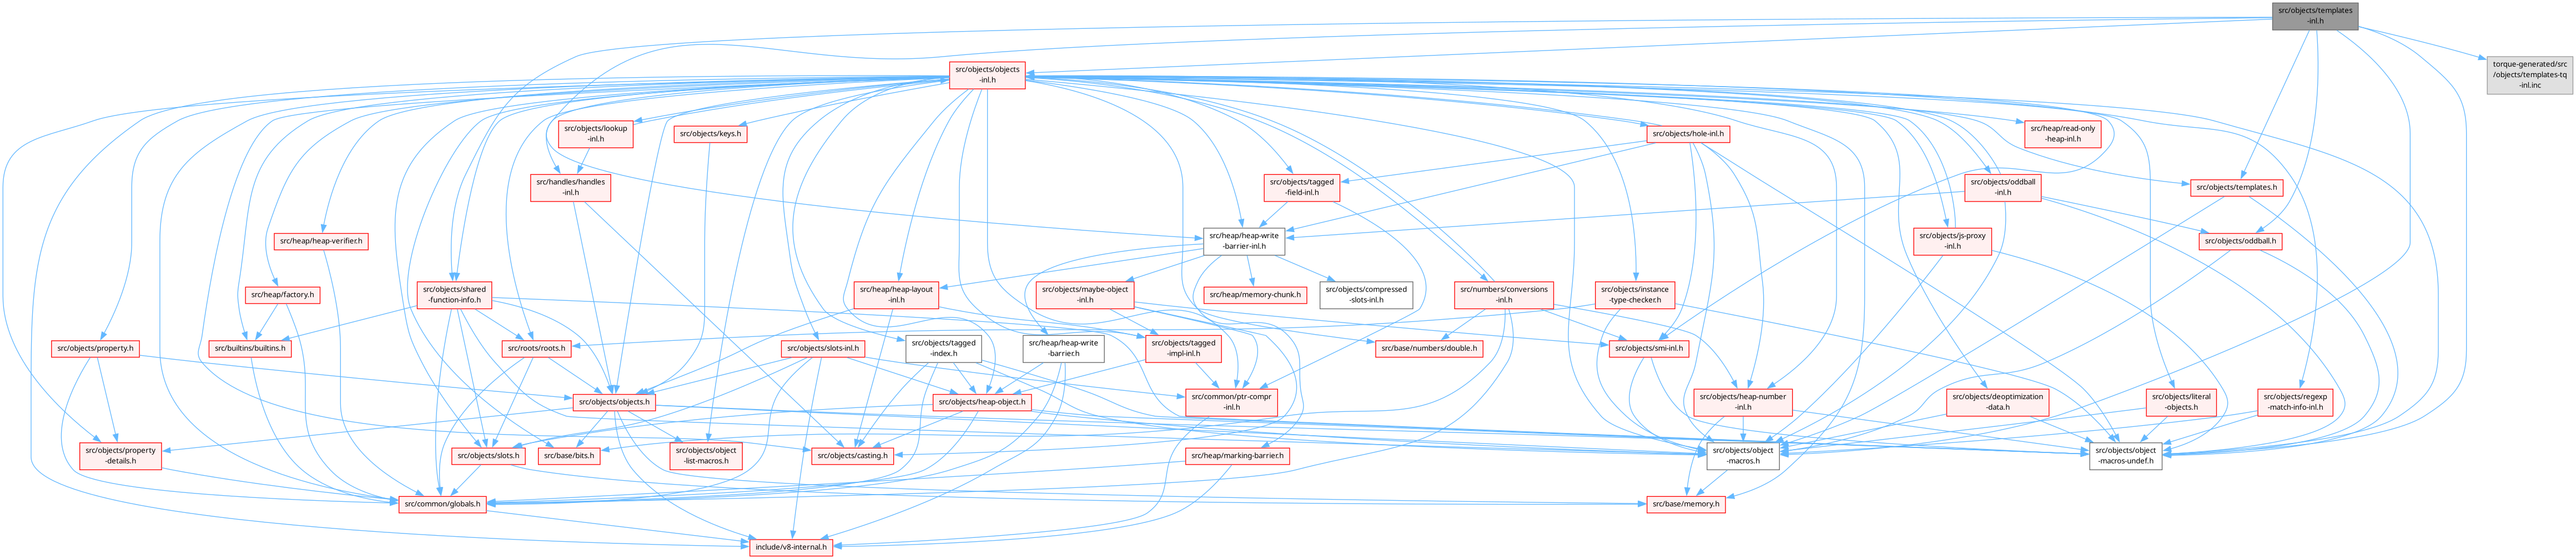 src/objects/templates
-inl.h
torque-generated/src
/objects/templates-tq
-inl.inc
src/objects/objects
-inl.h
src/objects/lookup
-inl.h
src/objects/keys.h
src/objects/hole-inl.h
src/heap/read-only
-heap-inl.h
src/handles/handles
-inl.h
src/objects/tagged
-field-inl.h
src/objects/oddball
-inl.h
src/objects/templates.h
src/heap/heap-verifier.h
src/heap/heap-write
-barrier-inl.h
src/objects/js-proxy
-inl.h
src/objects/oddball.h
src/heap/factory.h
src/objects/shared
-function-info.h
src/heap/heap-layout
-inl.h
src/objects/maybe-object
-inl.h
src/heap/memory-chunk.h
src/objects/compressed
-slots-inl.h
src/numbers/conversions
-inl.h
src/objects/instance
-type-checker.h
src/objects/property.h
src/builtins/builtins.h
src/roots/roots.h
src/objects/slots-inl.h
src/objects/tagged
-index.h
src/heap/heap-write
-barrier.h
src/objects/tagged
-impl-inl.h
src/base/numbers/double.h
src/objects/smi-inl.h
src/objects/objects.h
src/objects/heap-object.h
src/common/ptr-compr
-inl.h
src/objects/heap-number
-inl.h
src/objects/deoptimization
-data.h
src/objects/literal
-objects.h
src/objects/regexp
-match-info-inl.h
src/objects/property
-details.h
src/objects/slots.h
src/base/bits.h
src/objects/object
-list-macros.h
src/objects/casting.h
src/heap/marking-barrier.h
src/objects/object
-macros.h
src/objects/object
-macros-undef.h
src/common/globals.h
src/base/memory.h
include/v8-internal.h